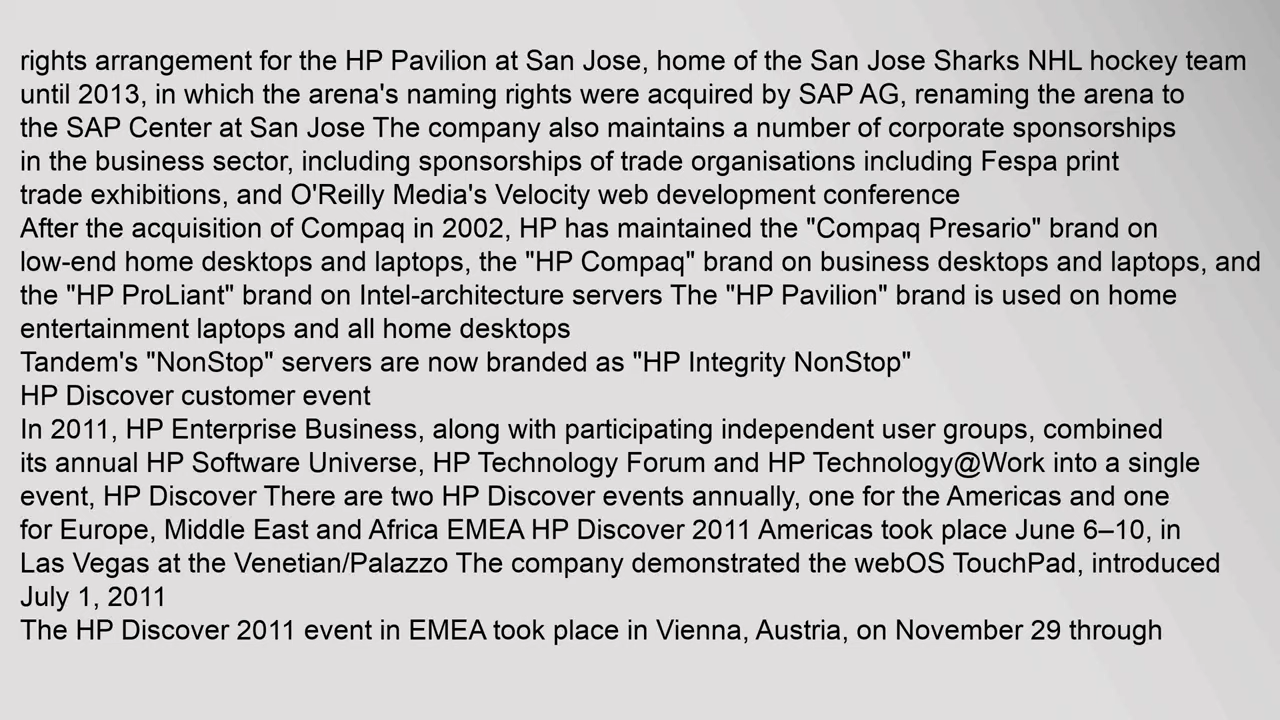 rights arrangement for the HP Pavilion at San Jose, home of the San Jose Sharks NHL hockey team
until 2013, in which the arena's naming rights were acquired by SAP AG, renaming the arena to
the SAP Center at San Jose The company also maintains a number of corporate sponsorships
in the business sector, including sponsorships of trade organisations including Fespa print
trade exhibitions, and O'Reilly Media's Velocity web development conference
After the acquisition of Compaq in 2002, HP has maintained the "Compaq Presario" brand on
low-end home desktops and laptops, the "HP Compaq" brand on business desktops and laptops, and
the "HP ProLiant" brand on Intel-architecture servers The "HP Pavilion" brand is used on home
entertainment laptops and all home desktops
Tandem's "NonStop" servers are now branded as "HP Integrity NonStop"
HP Discover customer event
In 2011, HP Enterprise Business, along with participating independent user groups, combined
its annual HP Software Universe, HP Technology Forum and HP Technology@Work into a single
event, HP Discover There are two HP Discover events annually, one for the Americas and one
for Europe, Middle East and Africa EMEA HP Discover 2011 Americas took place June 6–10, in
Las Vegas at the Venetian/Palazzo The company demonstrated the webOS TouchPad, introduced
July 1, 2011
The HP Discover 2011 event in EMEA took place in Vienna, Austria, on November 29 through